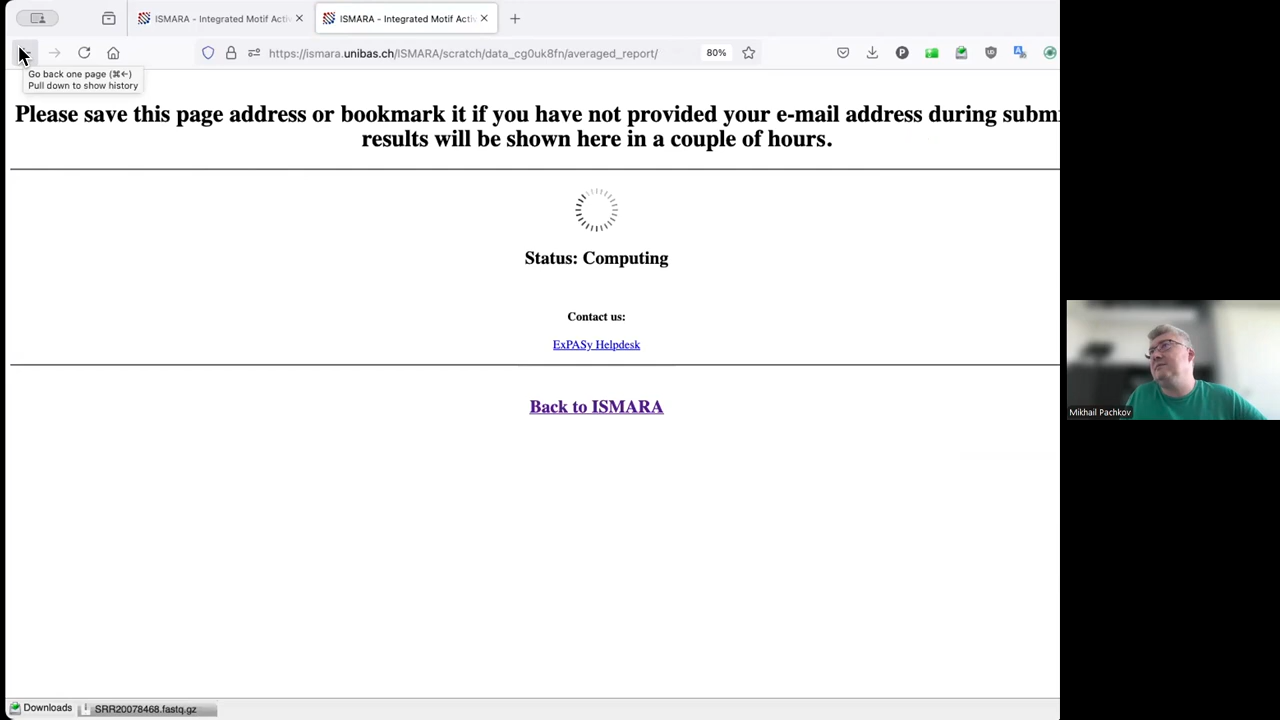 ISMARA - Integrated Motif Activ
ISMARA - Integrated Motif Activ
https://ismara.unibas.ch/ISMARA/scratch/data_cg0uk8fn/averaged_report/
80%
Go back one page (⌘←)
Pull down to show history
Please save this page address or bookmark it if you have not provided your e-mail address during submi
results will be shown here in a couple of hours.
Status: Computing
Contact us:
ExPASy Helpdesk
Back to ISMARA
Mikhail Pachkov
Downloads
SRR20078468.fastq.gz